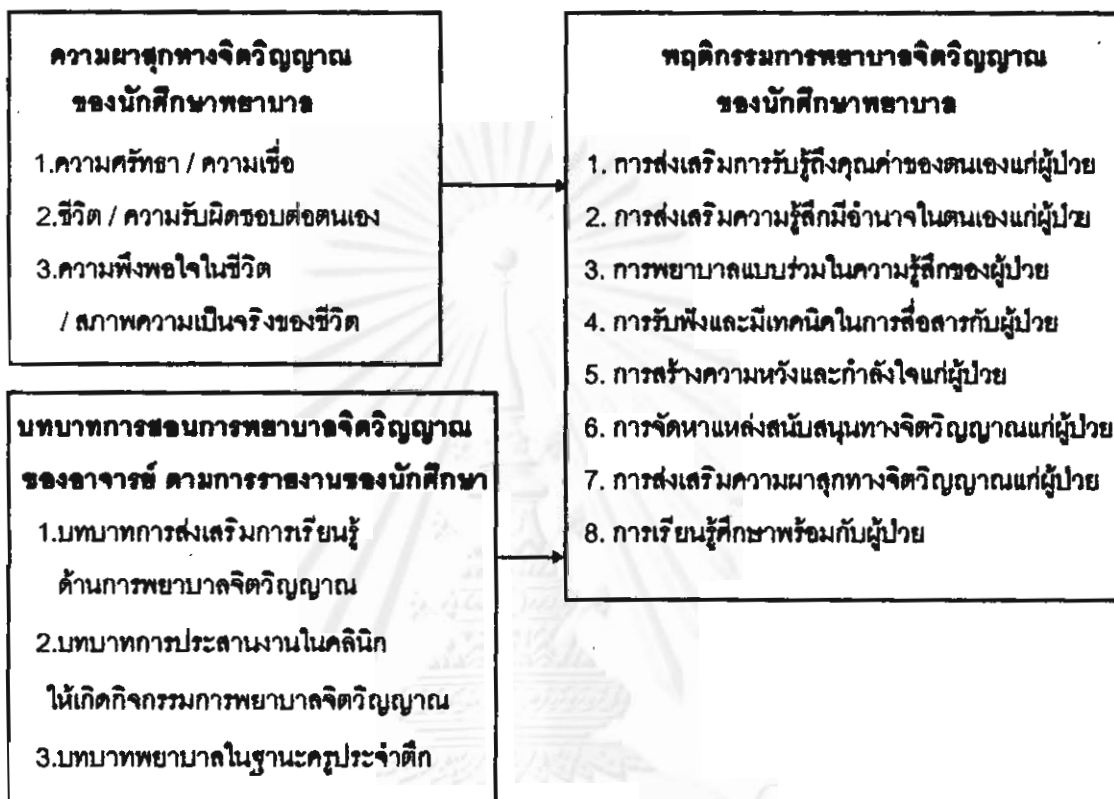 ความผาสุกทางจิตวิญญาณ
ของนักศึกษาพยาบาล
1.ความศรัทธา / ความเชื่อ
2.ชีวิต / ความรับผิดชอบต่อตนเอง
3.ความพึงพอใจในชีวิต
/ สภาพความเป็นจริงของชีวิต
บทบาทการสอนการพยาบาลจิตวิญญาณ
ของอาจารย์ ตามการรายงานของนักศึกษา
1.บทบาทการส่งเสริมการเรียนรู้
ด้านการพยาบาลจิตวิญญาณ
2.บทบาทการประสานงานในคลินิก
ให้เกิดกิจกรรมการพยาบาลจิตวิญญาณ
3.บทบาทพยาบาลในฐานะครูประจำตึก
พฤติกรรมการพยาบาลจิตวิญญาณ
ของนักศึกษาพยาบาล
1. การส่งเสริมการรับรู้ถึงคุณค่าของตนเองแก่ผู้ป่วย
2. การส่งเสริมความรู้สึกมีอำนาจในตนเองแก่ผู้ป่วย
3. การพยาบาลแบบร่วมในความรู้สึกของผู้ป่วย
4. การรับฟังและมีเทคนิคในการสื่อสารกับผู้ป่วย
5. การสร้างความหวังและกำลังใจแก่ผู้ป่วย
6. การจัดหาแหล่งสนับสนุนทางจิตวิญญาณแก่ผู้ป่วย
7. การส่งเสริมความผาสุกทางจิตวิญญาณแก่ผู้ป่วย
8. การเรียนรู้ศึกษาพร้อมกับผู้ป่วย